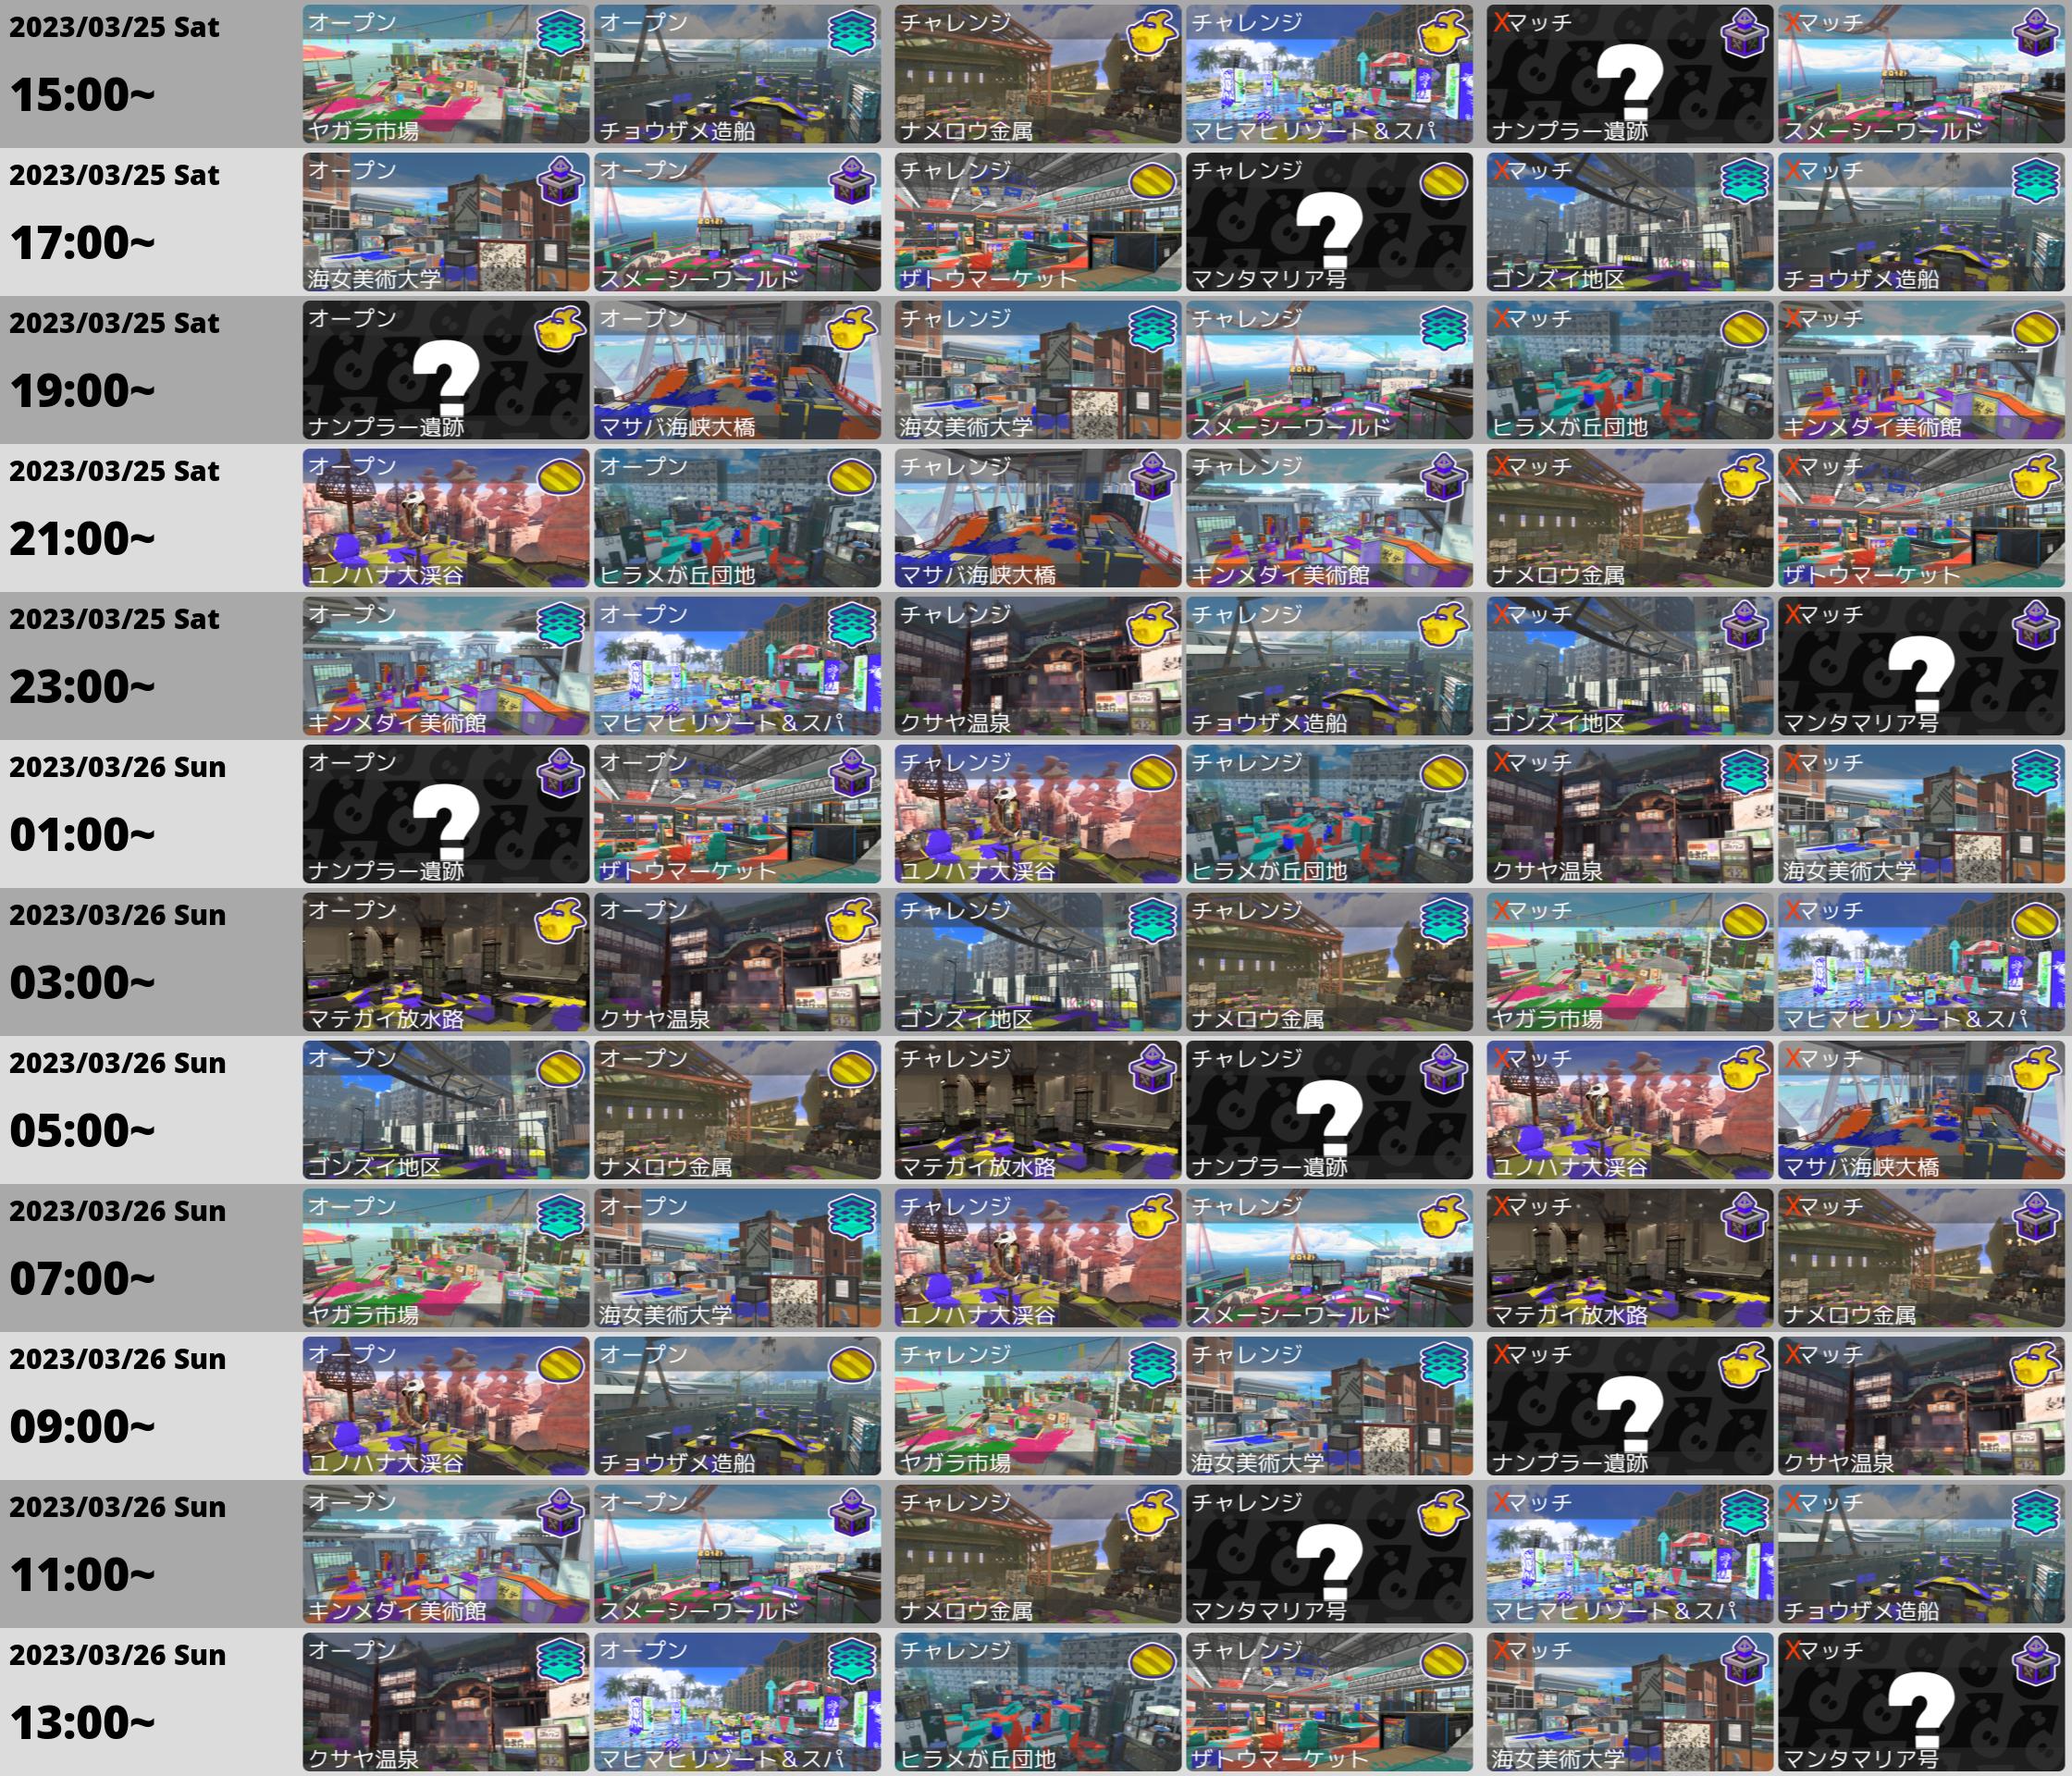 2023/03/25 Sat
15:00~
オープン オープン チャレンジ チャレンジ Xマッチ Xマッチ
ヤガラ市場 チョウザメ造船 ナメロウ金属 マヒマヒリゾート＆スパ ナンプラー遺跡 スメーシーワールド
2023/03/25 Sat
17:00~
オープン オープン チャレンジ チャレンジ Xマッチ Xマッチ
海女美術大学 スメーシーワールド ザトウマーケット マンタマリア号 ゴンズイ地区 チョウザメ造船
2023/03/25 Sat
19:00~
オープン オープン チャレンジ チャレンジ Xマッチ Xマッチ
ナンプラー遺跡 マサバ海峡大橋 海女美術大学 スメーシーワールド ヒラメが丘団地 キンメダイ美術館
2023/03/25 Sat
21:00~
オープン オープン チャレンジ チャレンジ Xマッチ Xマッチ
ユノハナ大渓谷 ヒラメが丘団地 マサバ海峡大橋 キンメダイ美術館 ナメロウ金属 ザトウマーケット
2023/03/25 Sat
23:00~
オープン オープン チャレンジ チャレンジ Xマッチ Xマッチ
キンメダイ美術館 マヒマヒリゾート＆スパ クサヤ温泉 チョウザメ造船 ゴンズイ地区 マンタマリア号
2023/03/26 Sun
01:00~
オープン オープン チャレンジ チャレンジ Xマッチ Xマッチ
ナンプラー遺跡 ザトウマーケット ユノハナ大渓谷 ヒラメが丘団地 クサヤ温泉 海女美術大学
2023/03/26 Sun
03:00~
オープン オープン チャレンジ チャレンジ Xマッチ Xマッチ
マテガイ放水路 クサヤ温泉 ゴンズイ地区 ナメロウ金属 ヤガラ市場 マヒマヒリゾート＆スパ
2023/03/26 Sun
05:00~
オープン オープン チャレンジ チャレンジ Xマッチ Xマッチ
ゴンズイ地区 ナメロウ金属 マテガイ放水路 ナンプラー遺跡 ユノハナ大渓谷 マサバ海峡大橋
2023/03/26 Sun
07:00~
オープン オープン チャレンジ チャレンジ Xマッチ Xマッチ
ヤガラ市場 海女美術大学 ユノハナ大渓谷 スメーシーワールド マテガイ放水路 ナメロウ金属
2023/03/26 Sun
09:00~
オープン オープン チャレンジ チャレンジ Xマッチ Xマッチ
ユノハナ大渓谷 チョウザメ造船 ヤガラ市場 海女美術大学 ナンプラー遺跡 クサヤ温泉
2023/03/26 Sun
11:00~
オープン オープン チャレンジ チャレンジ Xマッチ Xマッチ
キンメダイ美術館 スメーシーワールド ナメロウ金属 マンタマリア号 マヒマヒリゾート＆スパ チョウザメ造船
2023/03/26 Sun
13:00~
オープン オープン チャレンジ チャレンジ Xマッチ Xマッチ
クサヤ温泉 マヒマヒリゾート＆スパ ヒラメが丘団地 ザトウマーケット 海女美術大学 マンタマリア号